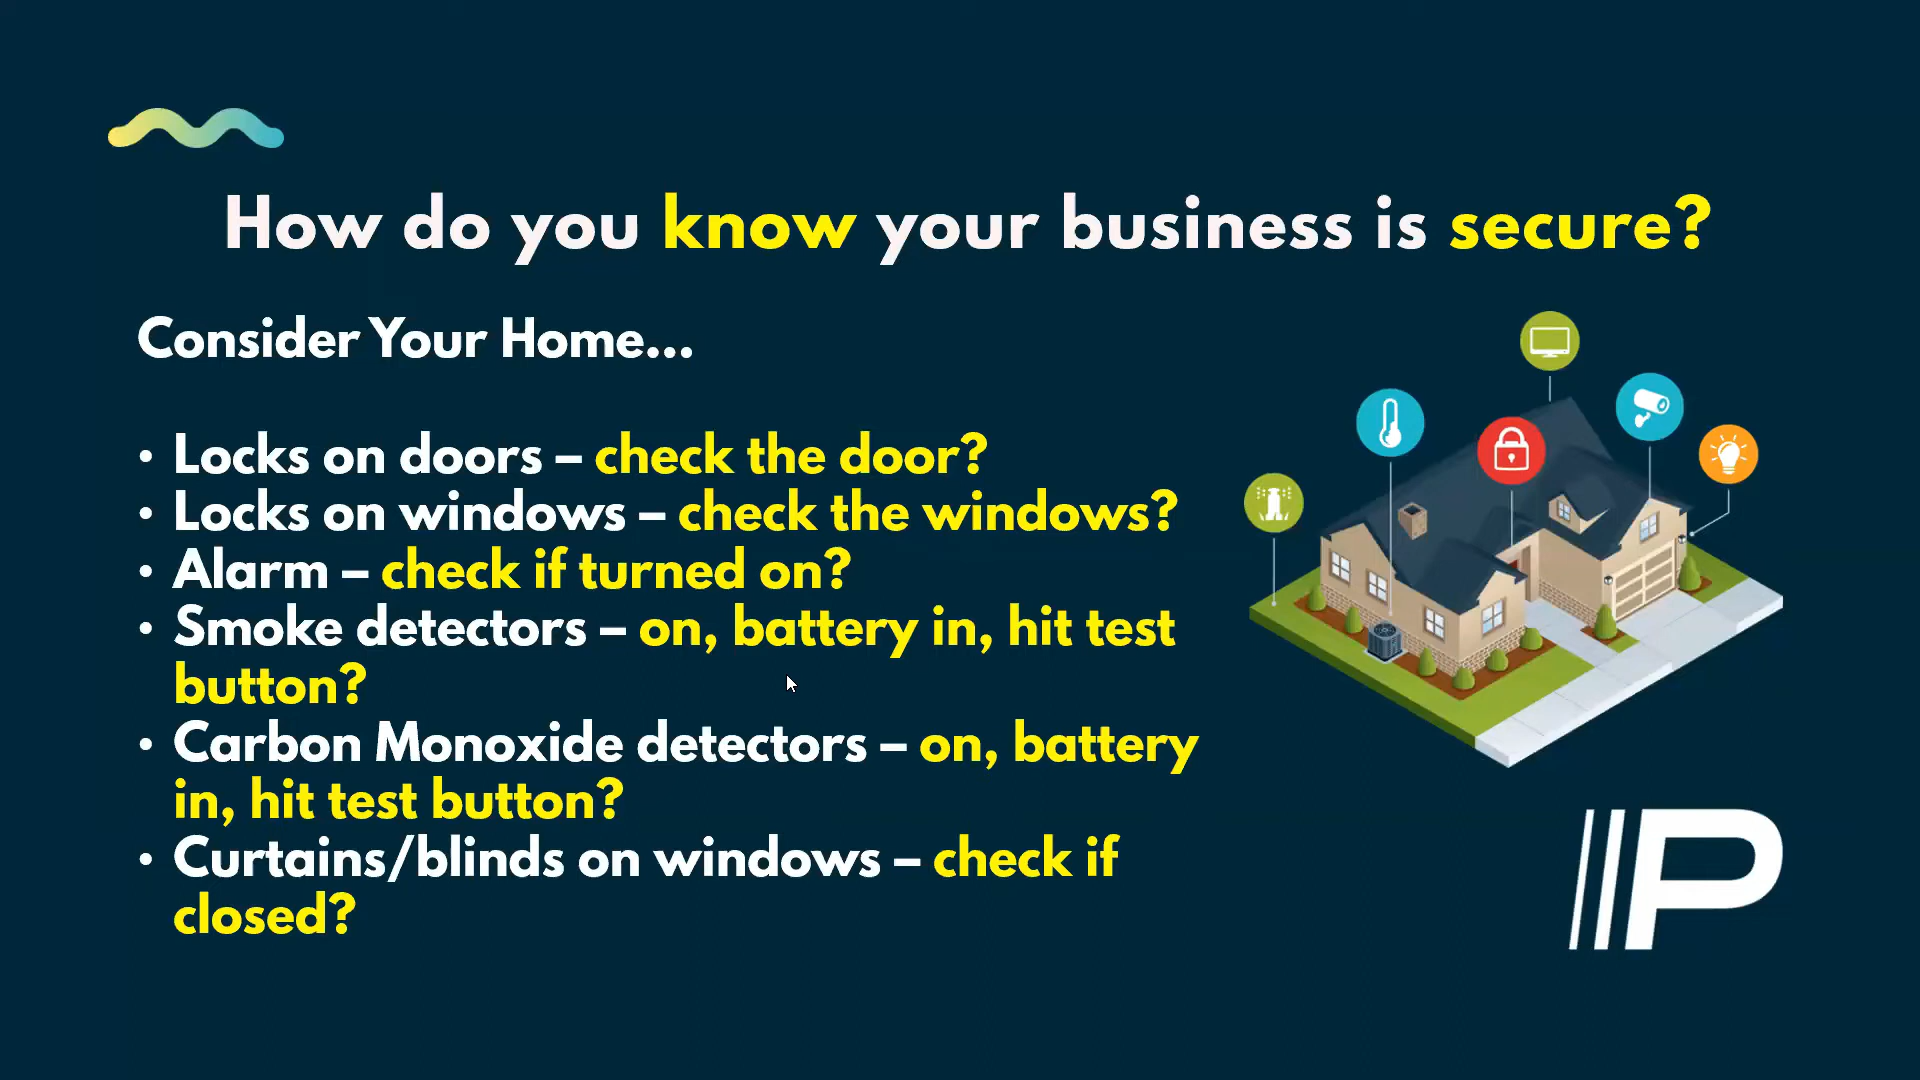 How do you know your business is secure?
Consider Your Home...
• Locks on doors – check the door?
• Locks on windows – check the windows?
• Alarm – check if turned on?
• Smoke detectors – on, battery in, hit test
button?
• Carbon Monoxide detectors – on, battery
in, hit test button?
• Curtains/blinds on windows – check if
closed?
P